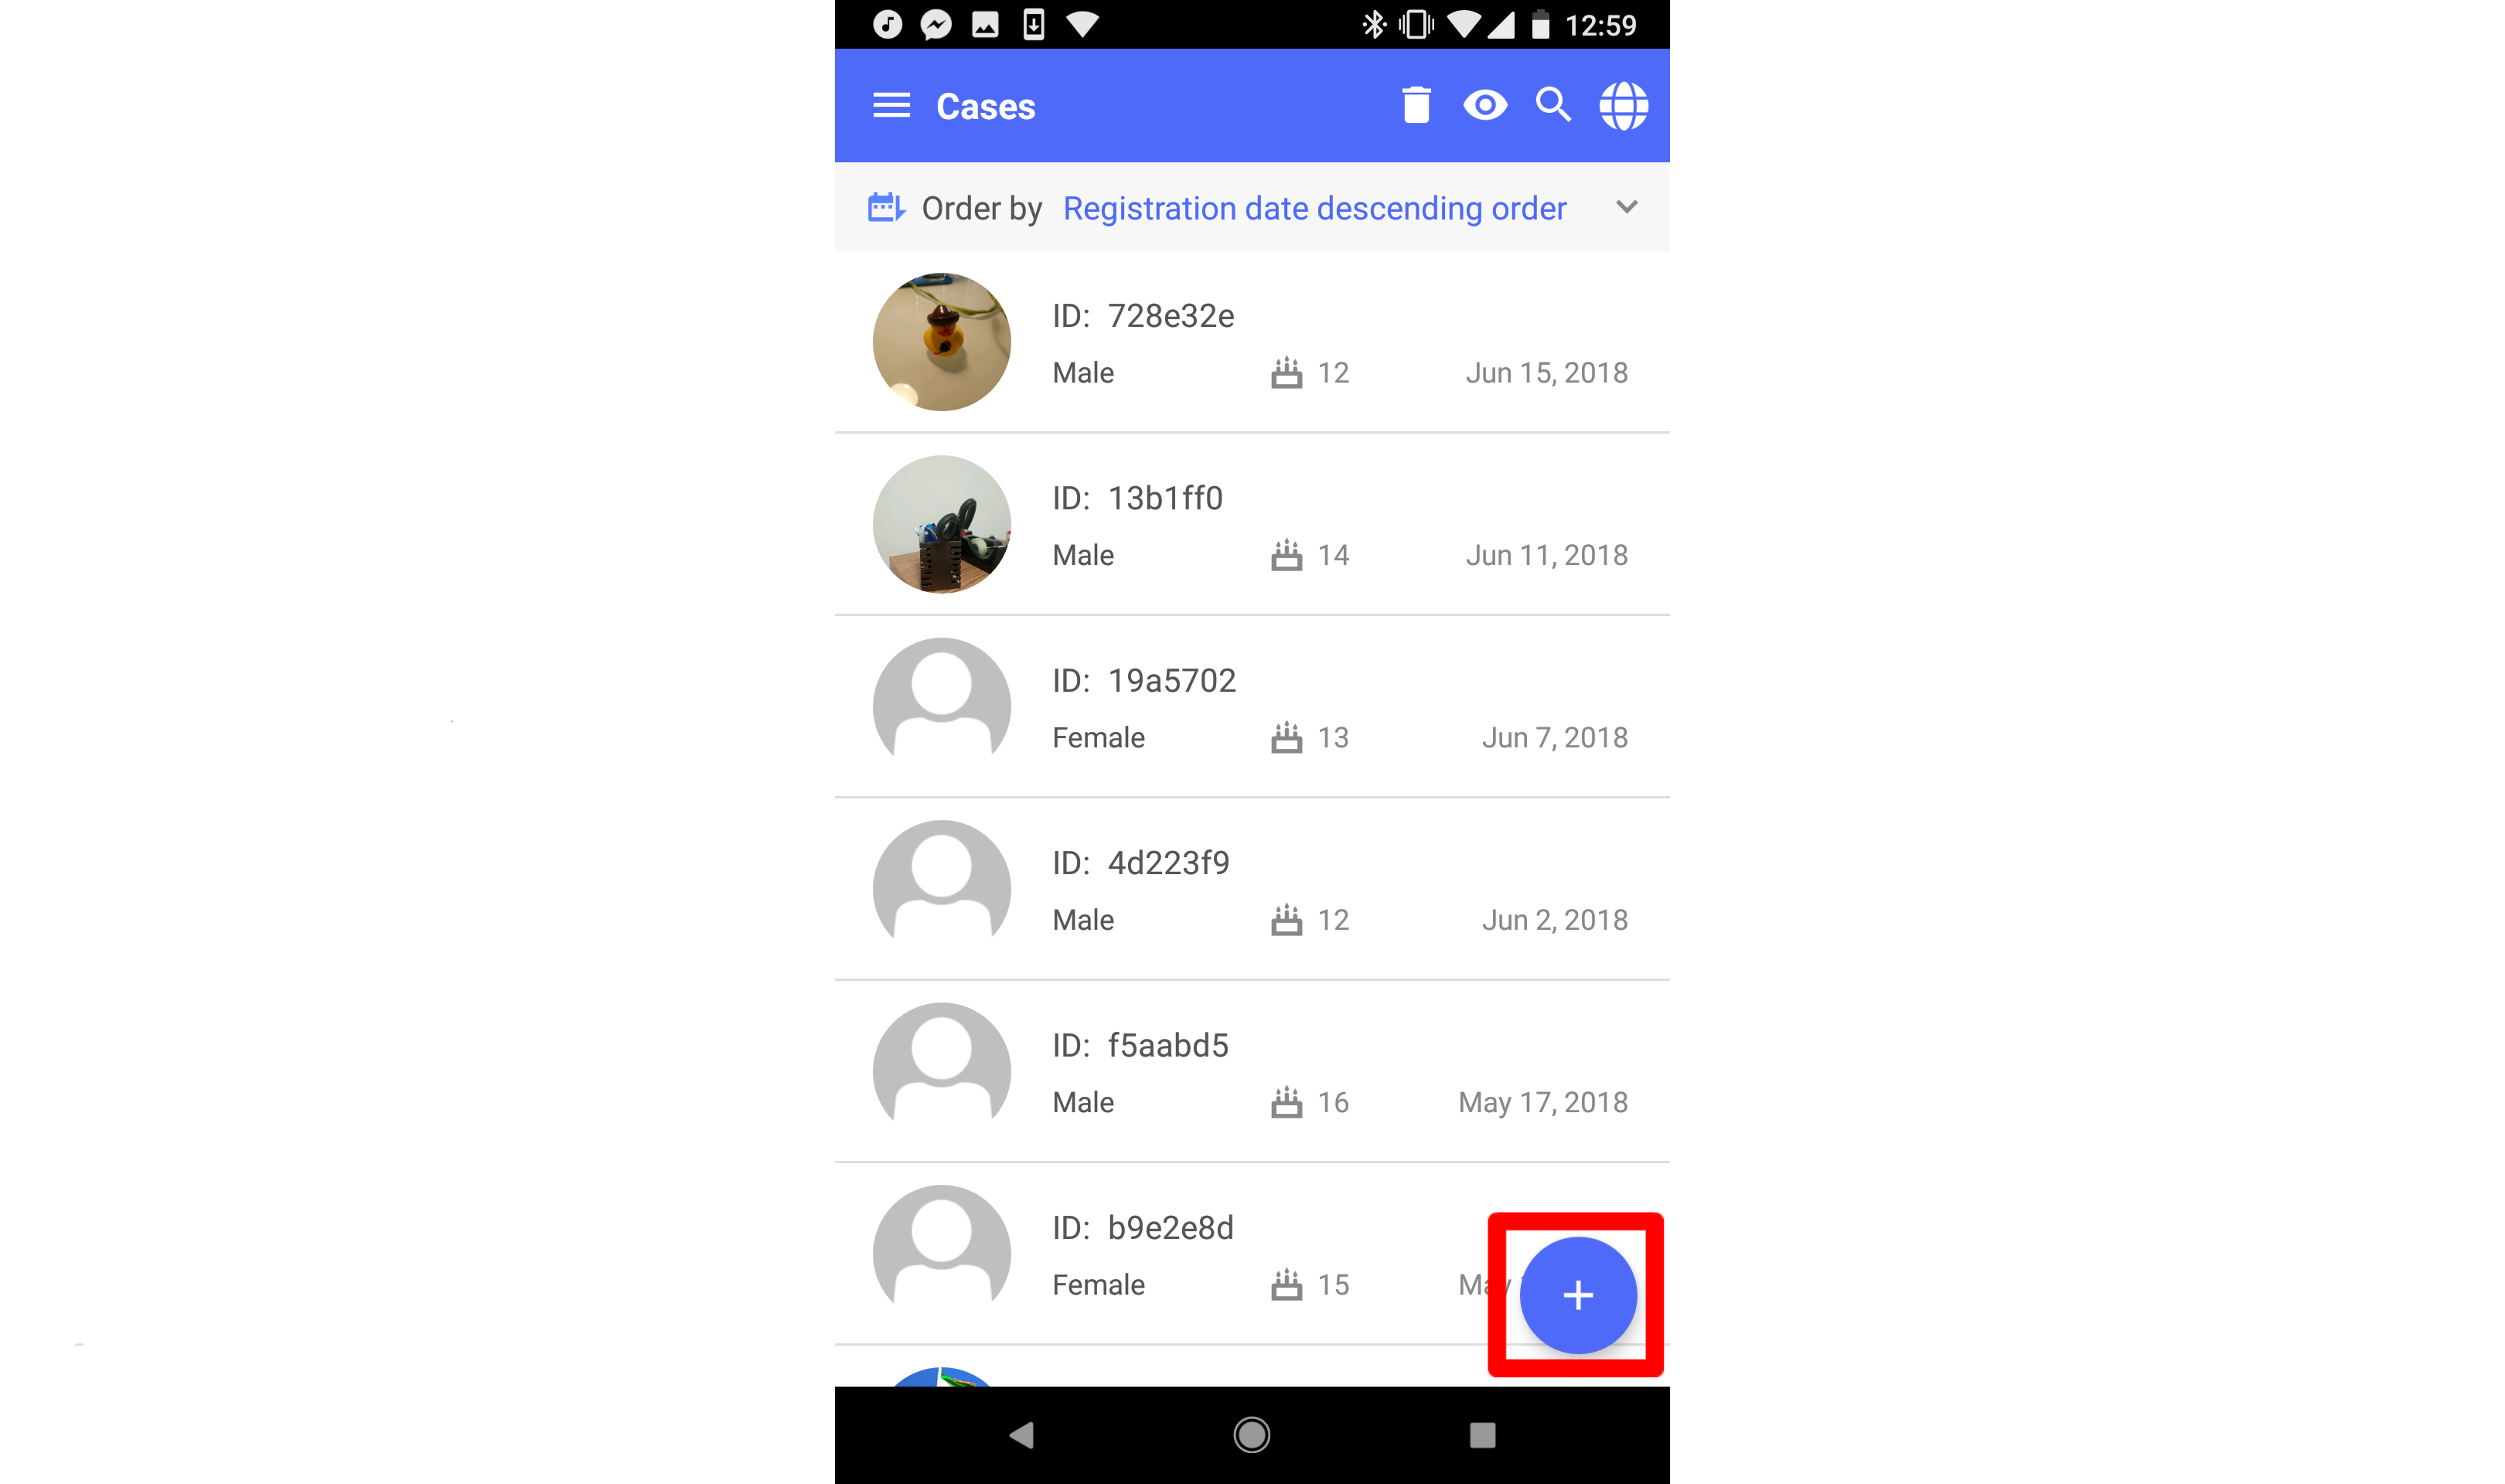 12:59
Cases
Order by Registration date descending order
ID: 728e32e
Male 12 Jun 15, 2018
ID: 13b1ff0
Male 14 Jun 11, 2018
ID: 19a5702
Female 13 Jun 7, 2018
ID: 4d223f9
Male 12 Jun 2, 2018
ID: f5aabd5
Male 16 May 17, 2018
ID: b9e2e8d
Female 15 May